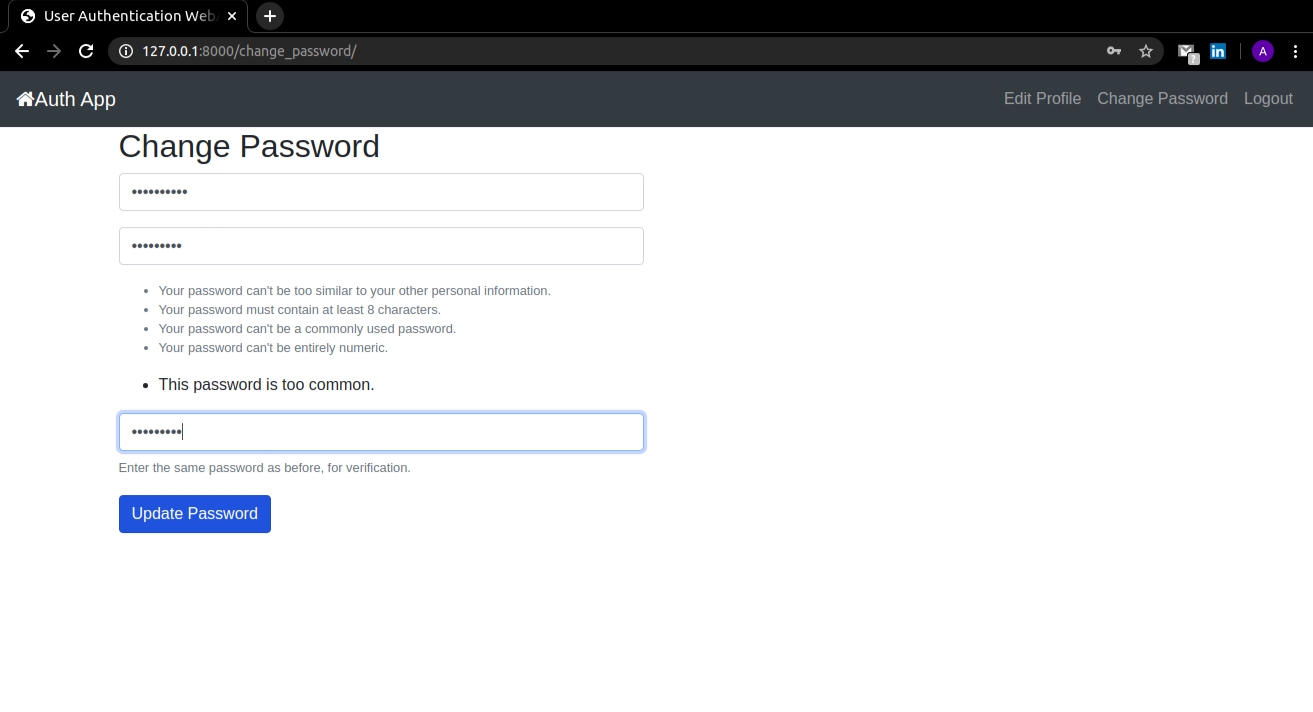 User Authentication Web
127.0.0.1:8000/change_password/
A
Auth App
Edit Profile Change Password Logout
Change Password
••••••••••
•••••••••
• Your password can't be too similar to your other personal information.
• Your password must contain at least 8 characters.
• Your password can't be a commonly used password.
• Your password can't be entirely numeric.
• This password is too common.
•••••••••
Enter the same password as before, for verification.
Update Password